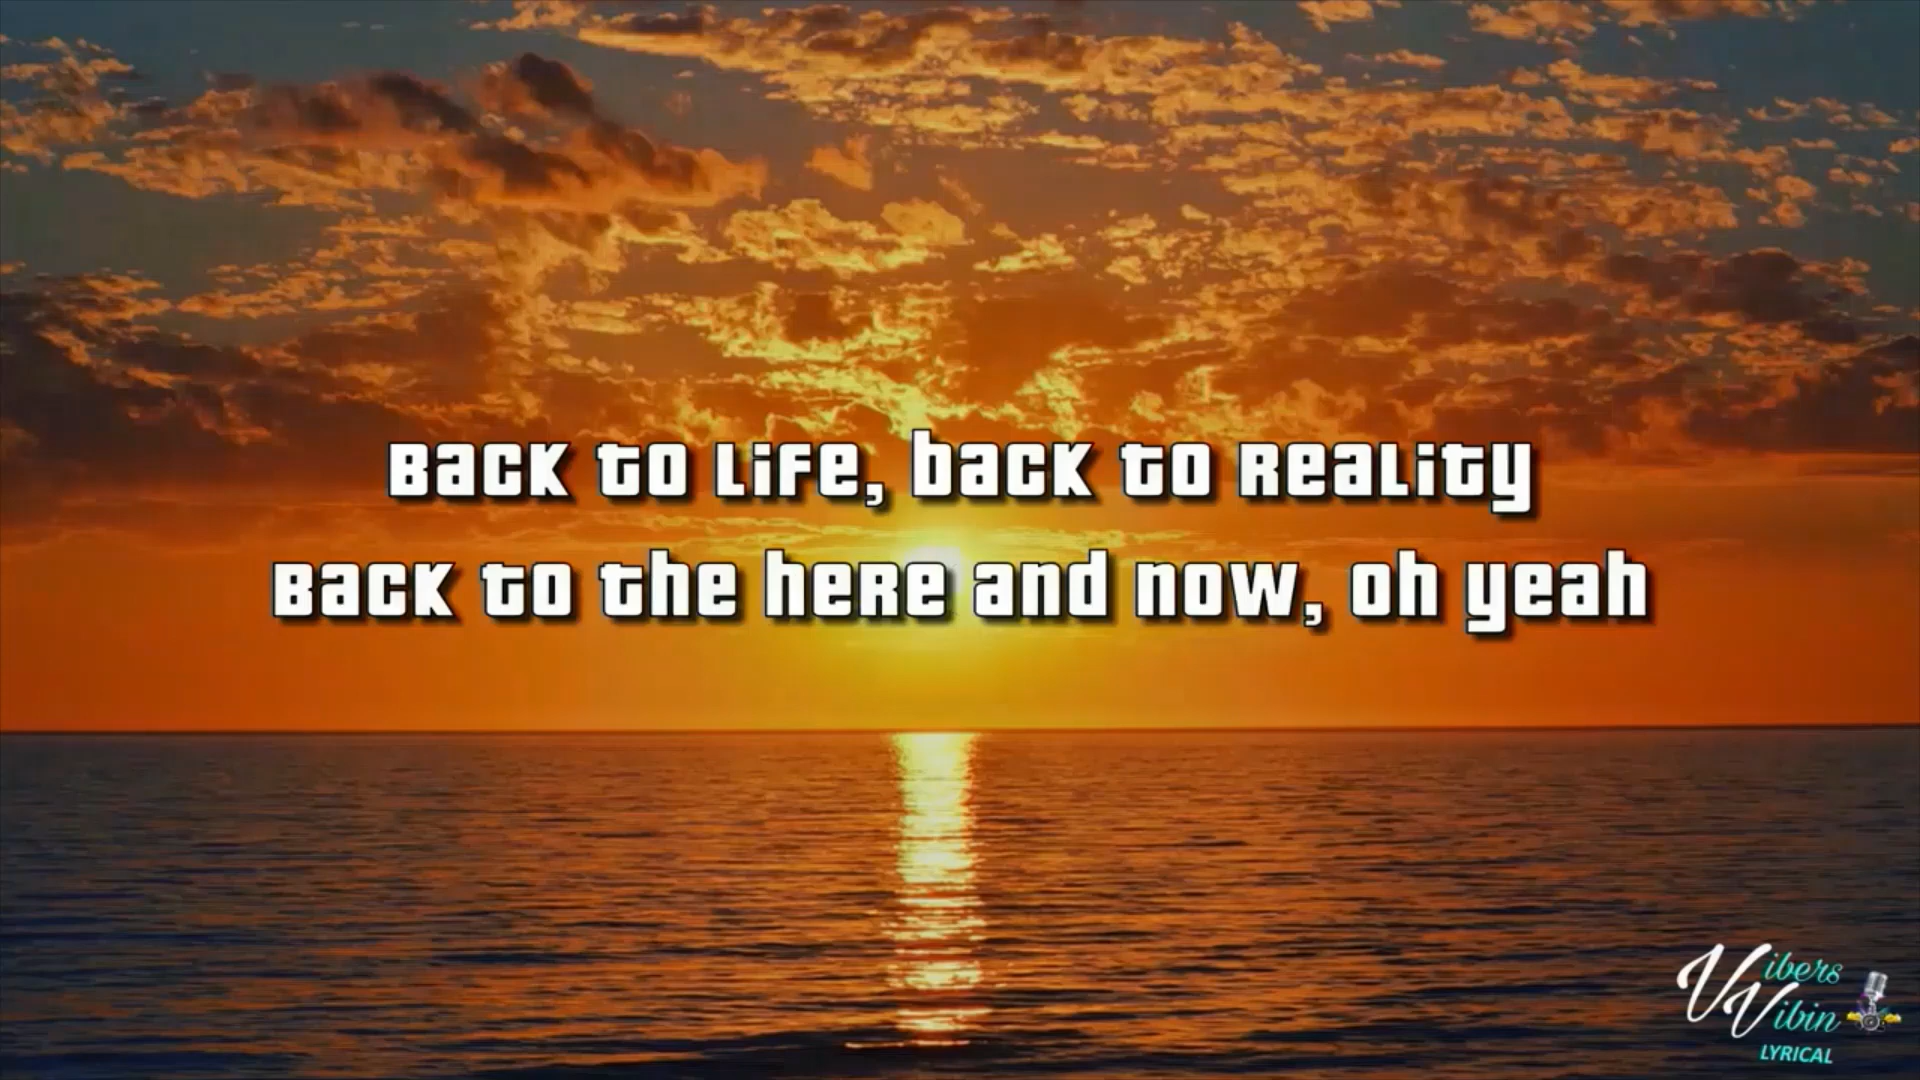 Back to life, back to reality
Back to the here and now, oh yeah
Vibers
Vibin
LYRICAL